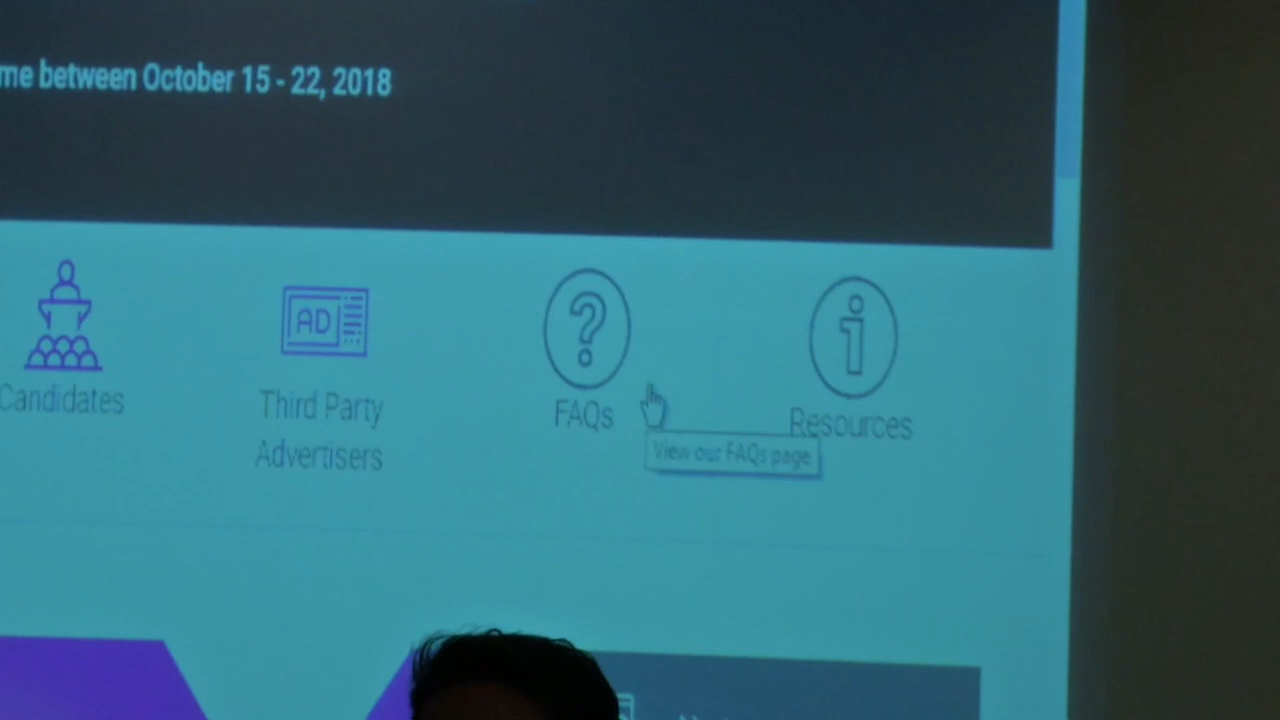 me between October 15 - 22, 2018
AD
Candidates
Third Party
Advertisers
FAQs
Resources
View our FAQs page